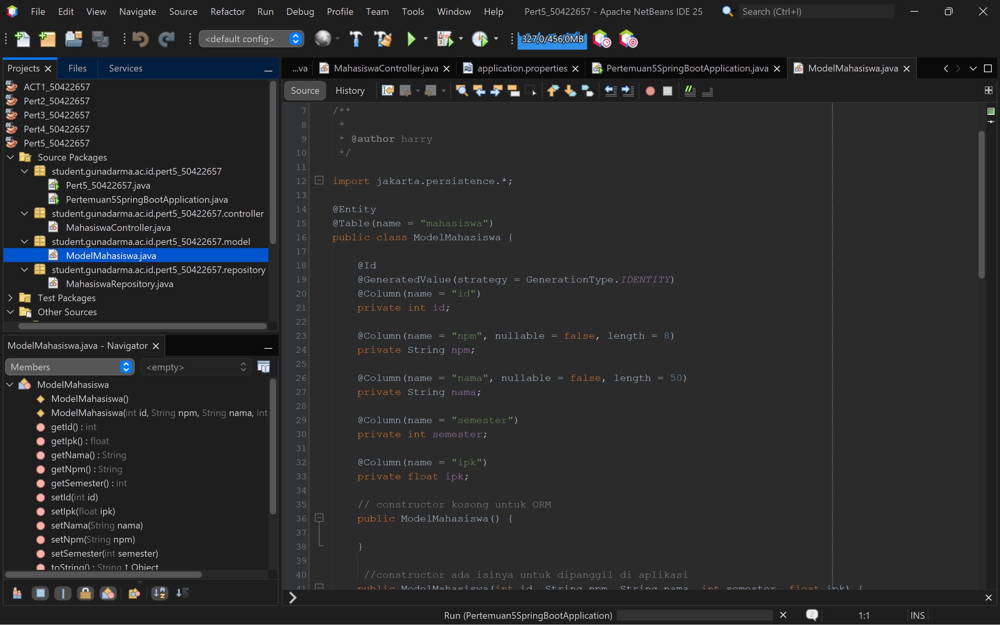 File Edit View Navigate Source Refactor Run Debug Profile Team Tools Window Help Pert5_50422657 - Apache NetBeans IDE 25 Search (Ctrl+I)
<default config> 327,0/456,0MB
Projects Files Services
ACT1_50422657
Pert2_50422657
Pert3_50422657
Pert4_50422657
Pert5_50422657
Source Packages
student.gunadarma.ac.id.pert5_50422657
Pert5_50422657.java
Pertemuan5SpringBootApplication.java
student.gunadarma.ac.id.pert5_50422657.controller
MahasiswaController.java
student.gunadarma.ac.id.pert5_50422657.model
ModelMahasiswa.java
student.gunadarma.ac.id.pert5_50422657.repository
MahasiswaRepository.java
Test Packages
Other Sources
ModelMahasiswa.java - Navigator
Members <empty>
ModelMahasiswa
ModelMahasiswa()
ModelMahasiswa(int id, String npm, String nama, int
getId() : int
getIpk() : float
getNama() : String
getNpm() : String
getSemester() : int
setId(int id)
setIpk(float ipk)
setNama(String nama)
setNpm(String npm)
setSemester(int semester)
toString() : String ↑ Object
...va MahasiswaController.java application.properties Pertemuan5SpringBootApplication.java ModelMahasiswa.java
Source History
7 /**
8 *
9 * @author harry
10 */
11
12 import jakarta.persistence.*;
13
14 @Entity
15 @Table(name = "mahasiswa")
16 public class ModelMahasiswa {
17
18 @Id
19 @GeneratedValue(strategy = GenerationType.IDENTITY)
20 @Column(name = "id")
21 private int id;
22
23 @Column(name = "npm", nullable = false, length = 8)
24 private String npm;
25
26 @Column(name = "nama", nullable = false, length = 50)
27 private String nama;
28
29 @Column(name = "semester")
30 private int semester;
31
32 @Column(name = "ipk")
33 private float ipk;
34
35 // constructor kosong untuk ORM
36 public ModelMahasiswa() {
37
38 }
39
40 //constructor ada isinya untuk dipanggil di aplikasi
41 public ModelMahasiswa(int id, String npm, String nama, int semester, float ipk) {
Run (Pertemuan5SpringBootApplication) 2 1:1 INS